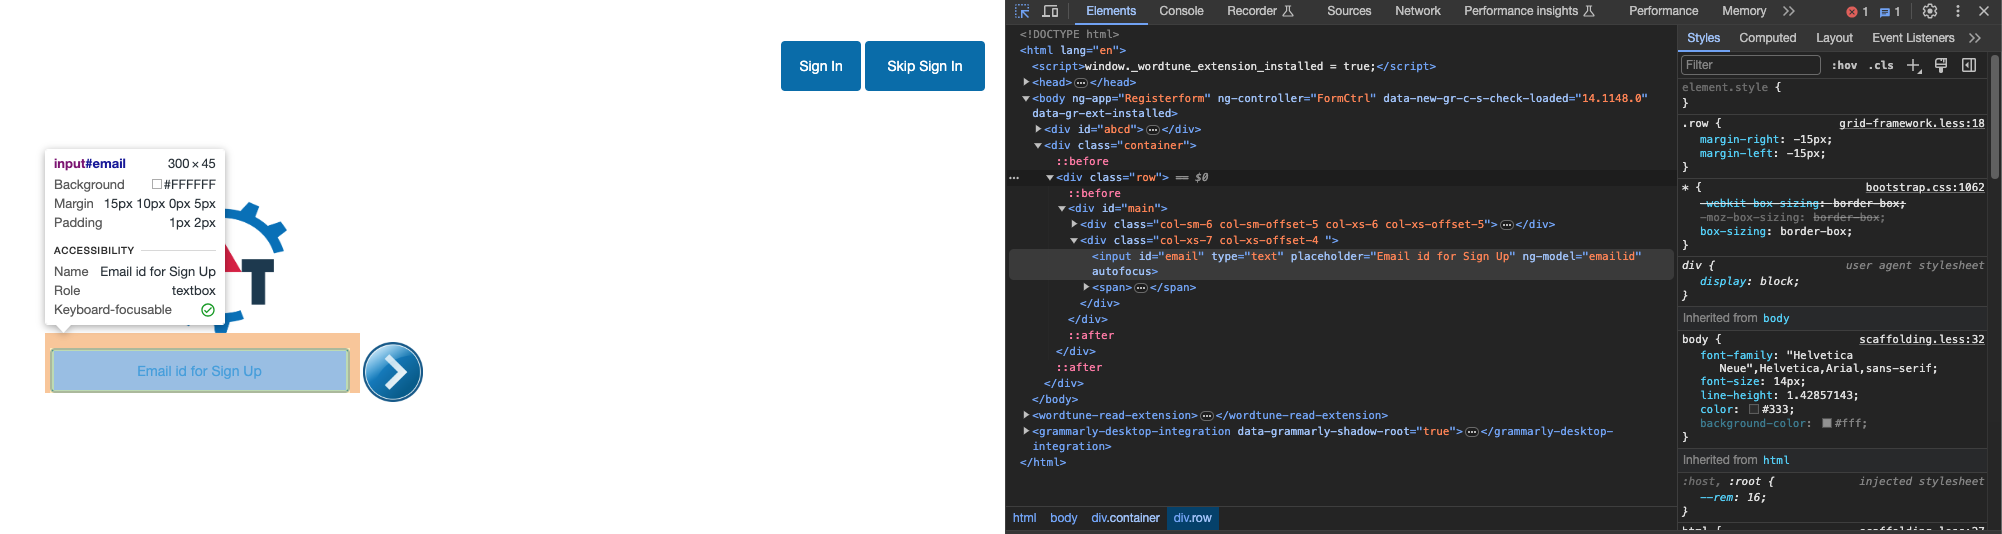 Sign In
Skip Sign In
input#email 300 × 45
Background #FFFFFF
Margin 15px 10px 0px 5px
Padding 1px 2px
ACCESSIBILITY
Name Email id for Sign Up
Role textbox
Keyboard-focusable
T
Email id for Sign Up
Elements Console Recorder Sources Network Performance insights Performance Memory 1 1
<!DOCTYPE html>
<html lang="en">
<script>window._wordtune_extension_installed = true;</script>
<head>…</head>
<body ng-app="Registerform" ng-controller="FormCtrl" data-new-gr-c-s-check-loaded="14.1148.0"
data-gr-ext-installed>
<div id="abcd">…</div>
<div class="container">
::before
… <div class="row"> == $0
::before
<div id="main">
<div class="col-sm-6 col-sm-offset-5 col-xs-6 col-xs-offset-5">…</div>
<div class="col-xs-7 col-xs-offset-4 ">
<input id="email" type="text" placeholder="Email id for Sign Up" ng-model="emailid"
autofocus>
<span>…</span>
</div>
</div>
::after
</div>
::after
</div>
</body>
<wordtune-read-extension>…</wordtune-read-extension>
<grammarly-desktop-integration data-grammarly-shadow-root="true">…</grammarly-desktop-
integration>
</html>
html body div.container div.row
Styles Computed Layout Event Listeners
Filter :hov .cls
element.style {
}
.row { grid-framework.less:18
margin-right: -15px;
margin-left: -15px;
}
* { bootstrap.css:1062
-webkit-box-sizing: border-box;
-moz-box-sizing: border-box;
box-sizing: border-box;
}
div { user agent stylesheet
display: block;
}
Inherited from body
body { scaffolding.less:32
font-family: "Helvetica
Neue",Helvetica,Arial,sans-serif;
font-size: 14px;
line-height: 1.42857143;
color: #333;
background-color: #fff;
}
Inherited from html
:host, :root { injected stylesheet
--rem: 16;
}
html { scaffolding.less:27